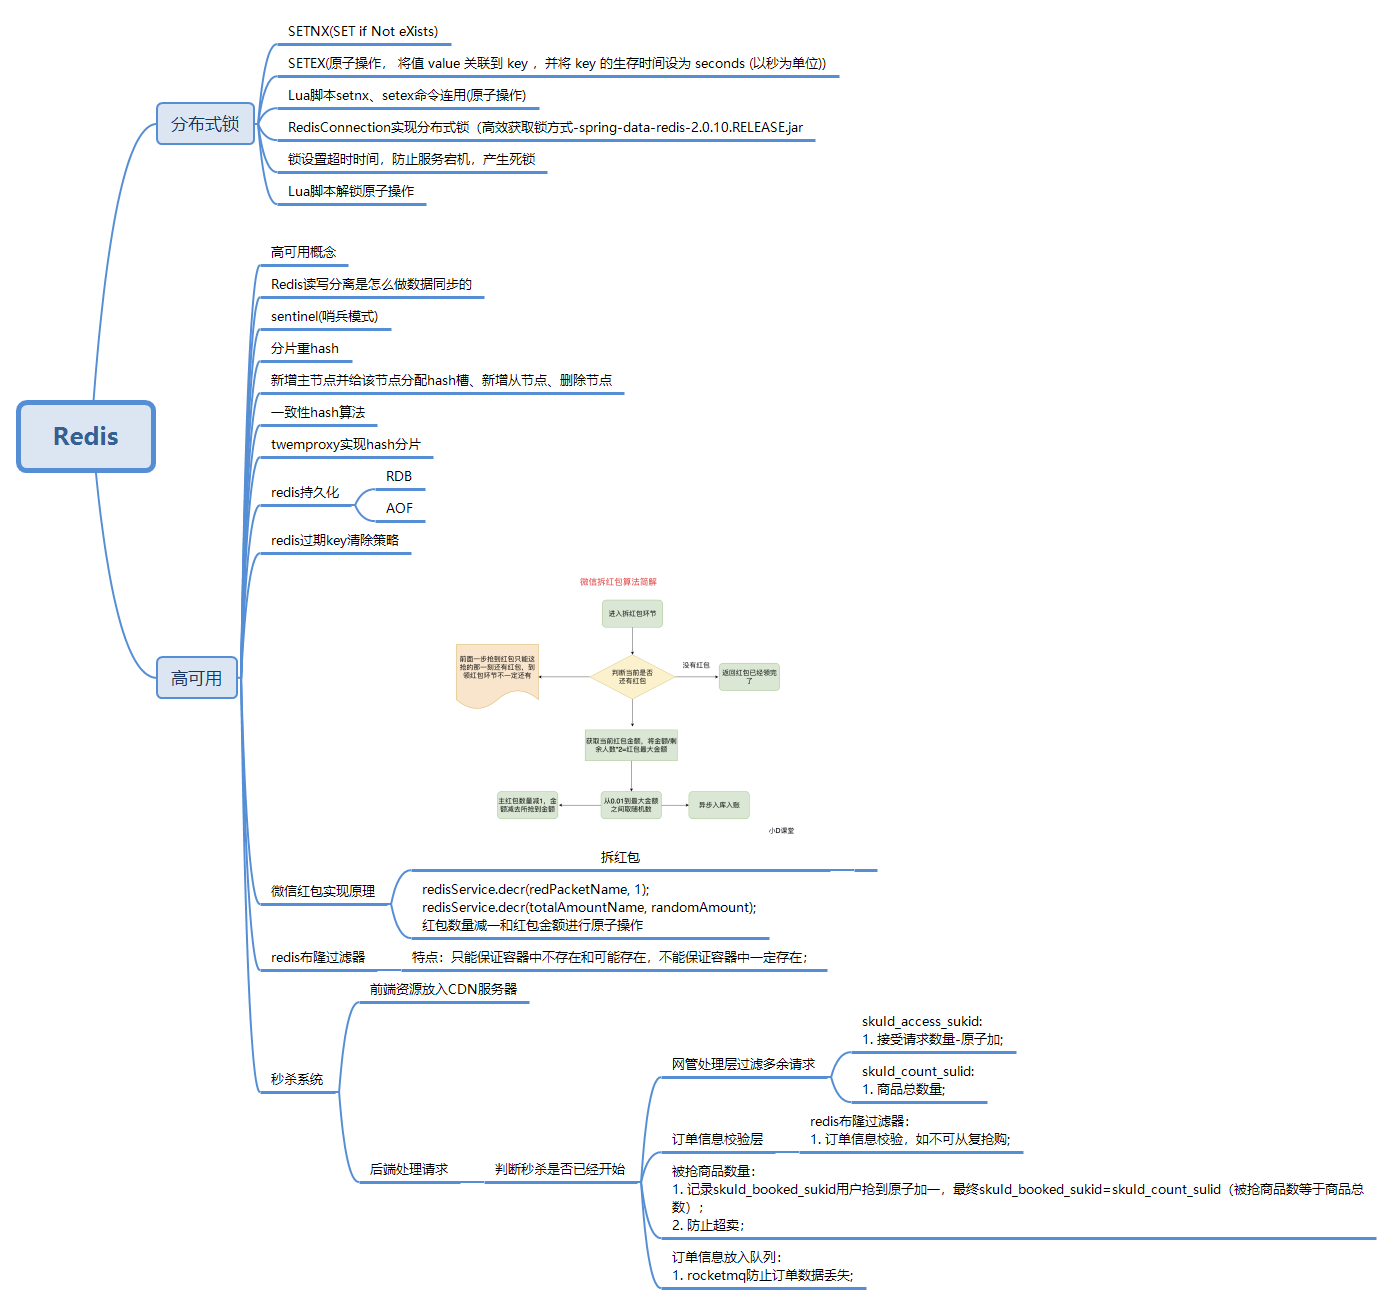 SETNX(SET if Not eXists)
SETEX(原子操作， 将值 value 关联到 key ，并将 key 的生存时间设为 seconds (以秒为单位))
Lua脚本setnx、setex命令连用(原子操作)
分布式锁
RedisConnection实现分布式锁（高效获取锁方式-spring-data-redis-2.0.10.RELEASE.jar
锁设置超时时间，防止服务宕机，产生死锁
Lua脚本解锁原子操作
高可用概念
Redis读写分离是怎么做数据同步的
sentinel(哨兵模式)
分片重hash
新增主节点并给该节点分配hash槽、新增从节点、删除节点
一致性hash算法
Redis
twemproxy实现hash分片
RDB
redis持久化
AOF
redis过期key清除策略
微信拆红包算法简解
进入拆红包环节
前面一步抢到红包只能这
抢的那一刻还有红包，到
领红包环节不一定还有
判断当前是否
还有红包
没有红包
返回红包已经领完
了
高可用
获取当前红包金额，将金额/剩
余人数*2=红包最大金额
主红包数量减1，金
额减去所抢到金额
从0.01到最大金额
之间取随机数
异步入库入账
小D课堂
拆红包
微信红包实现原理
redisService.decr(redPacketName, 1);
redisService.decr(totalAmountName, randomAmount);
红包数量减一和红包金额进行原子操作
redis布隆过滤器
特点：只能保证容器中不存在和可能存在，不能保证容器中一定存在；
前端资源放入CDN服务器
skuId_access_sukid:
1. 接受请求数量-原子加;
网管处理层过滤多余请求
skuId_count_sulid:
1. 商品总数量;
秒杀系统
redis布隆过滤器：
1. 订单信息校验，如不可从复抢购;
订单信息校验层
后端处理请求
判断秒杀是否已经开始
被抢商品数量：
1. 记录skuId_booked_sukid用户抢到原子加一，最终skuId_booked_sukid=skuId_count_sulid（被抢商品数等于商品总
数）；
2. 防止超卖；
订单信息放入队列：
1. rocketmq防止订单数据丢失;